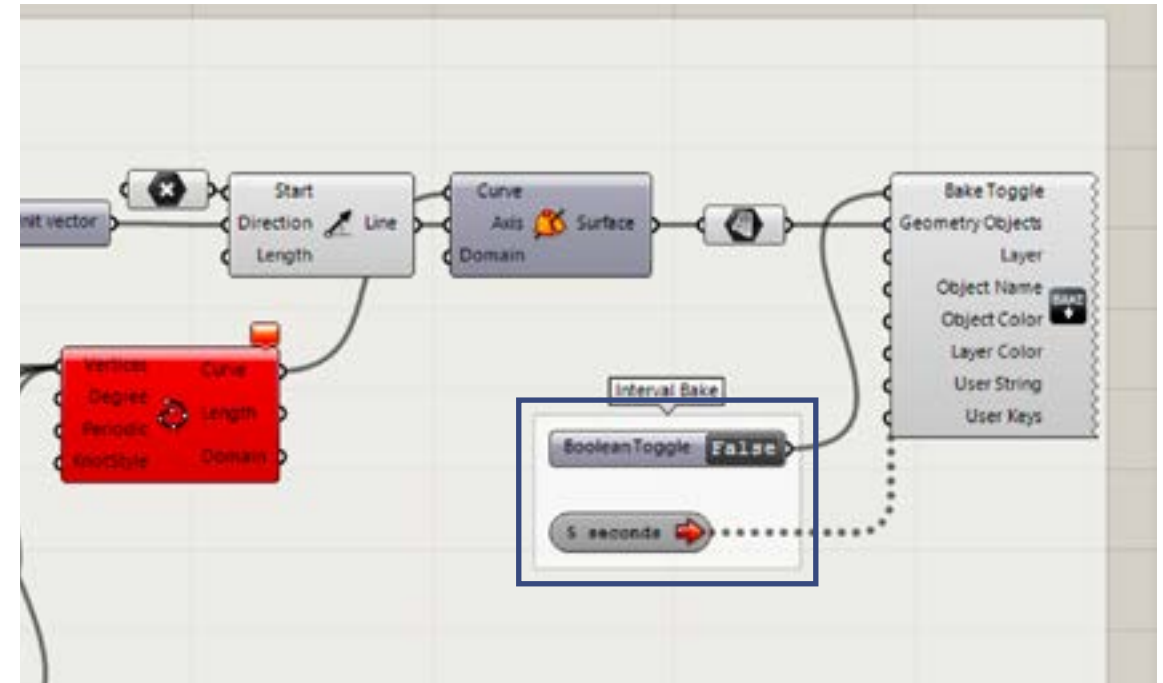 Start
nit vector Direction Line
Length
Curve
Axis Surface
Domain
Bake Toggle
Geometry Objects
Layer
Object Name
BAKE
Object Color
Layer Color
User String
User Keys
Vertices Curve
Degree Length
Periodic
KnotStyle Domain
Interval Bake
Boolean Toggle False
5 seconds